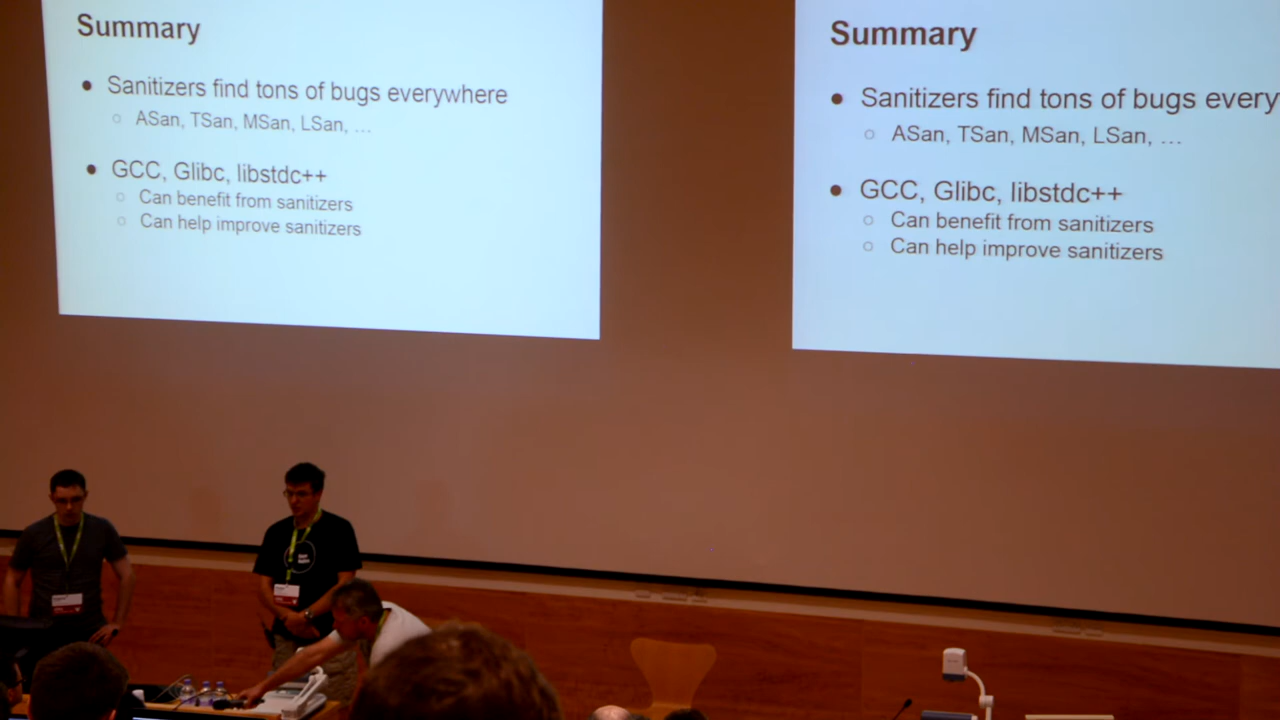 Summary
• Sanitizers find tons of bugs everywhere
○ ASan, TSan, MSan, LSan, …
• GCC, Glibc, libstdc++
○ Can benefit from sanitizers
○ Can help improve sanitizers
Summary
• Sanitizers find tons of bugs every
○ ASan, TSan, MSan, LSan, …
• GCC, Glibc, libstdc++
○ Can benefit from sanitizers
○ Can help improve sanitizers